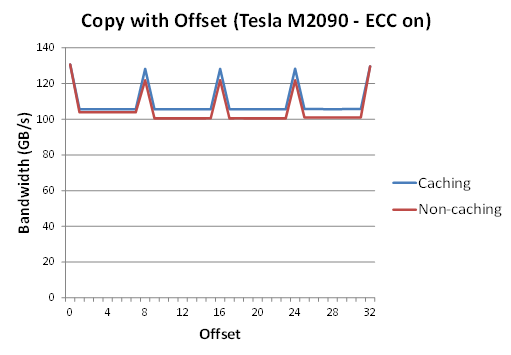 Copy with Offset (Tesla M2090 - ECC on)
140
120
100
80
60
40
20
0
Bandwidth (GB/s)
0 4 8 12 16 20 24 28 32
Offset
Caching
Non-caching